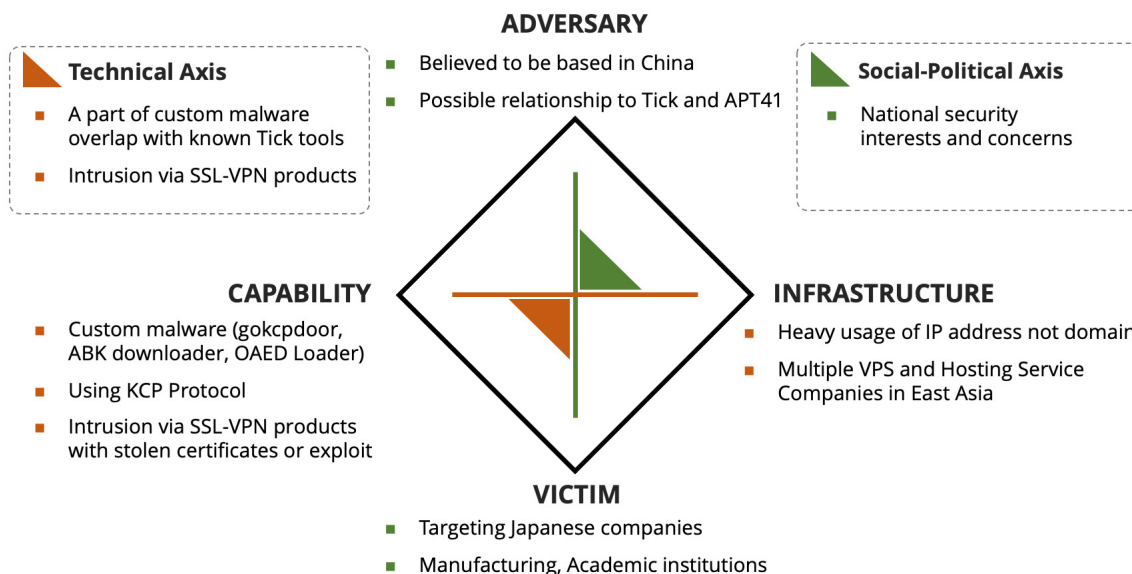 ADVERSARY
Believed to be based in China
Possible relationship to Tick and APT41
Technical Axis
A part of custom malware
overlap with known Tick tools
Intrusion via SSL-VPN products
Social-Political Axis
National security
interests and concerns
CAPABILITY
Custom malware (gokcpdoor,
ABK downloader, OAED Loader)
Using KCP Protocol
Intrusion via SSL-VPN products
with stolen certificates or exploit
INFRASTRUCTURE
Heavy usage of IP address not domain
Multiple VPS and Hosting Service
Companies in East Asia
VICTIM
Targeting Japanese companies
Manufacturing, Academic institutions